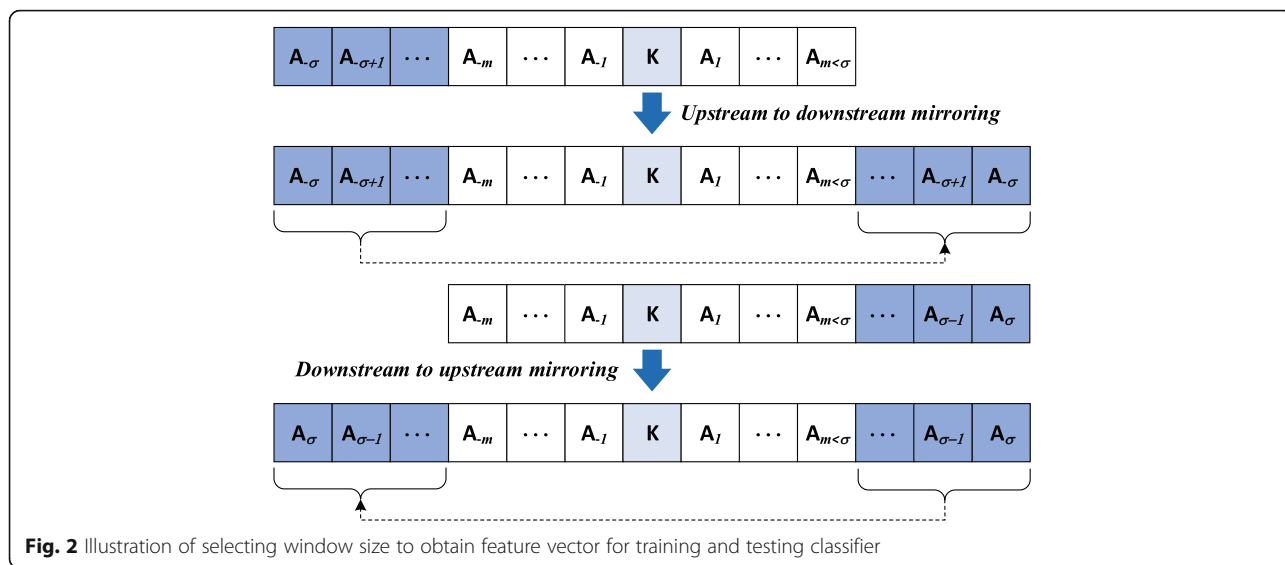 A-σ A-σ+1 ··· A-m ··· A-1 K A1 ··· Am<σ
Upstream to downstream mirroring
A-σ A-σ+1 ··· A-m ··· A-1 K A1 ··· Am<σ ··· A-σ+1 A-σ
A-m ··· A-1 K A1 ··· Am<σ ··· Aσ−1 Aσ
Downstream to upstream mirroring
Aσ Aσ−1 ··· A-m ··· A-1 K A1 ··· Am<σ ··· Aσ−1 Aσ
Fig. 2 Illustration of selecting window size to obtain feature vector for training and testing classifier